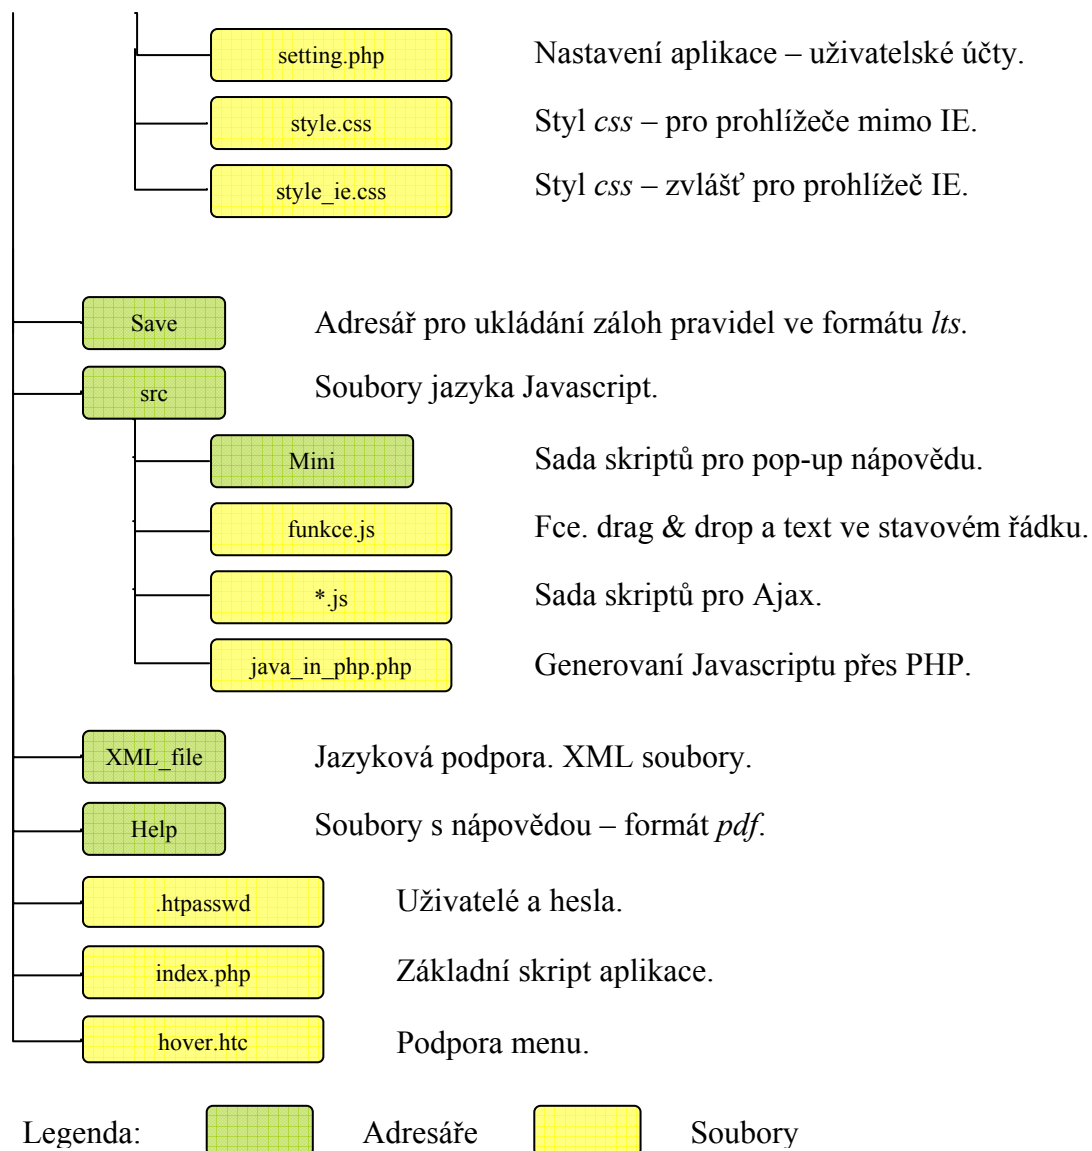 setting.php Nastavení aplikace – uživatelské účty.
style.css Styl css – pro prohlížeče mimo IE.
style_ie.css Styl css – zvlášť pro prohlížeč IE.
Save Adresář pro ukládání záloh pravidel ve formátu lts.
src Soubory jazyka Javascript.
Mini Sada skriptů pro pop-up nápovědu.
funkce.js Fce. drag & drop a text ve stavovém řádku.
*.js Sada skriptů pro Ajax.
java_in_php.php Generovaní Javascriptu přes PHP.
XML_file Jazyková podpora. XML soubory.
Help Soubory s nápovědou – formát pdf.
.htpasswd Uživatelé a hesla.
index.php Základní skript aplikace.
hover.htc Podpora menu.
Legenda: Adresáře Soubory